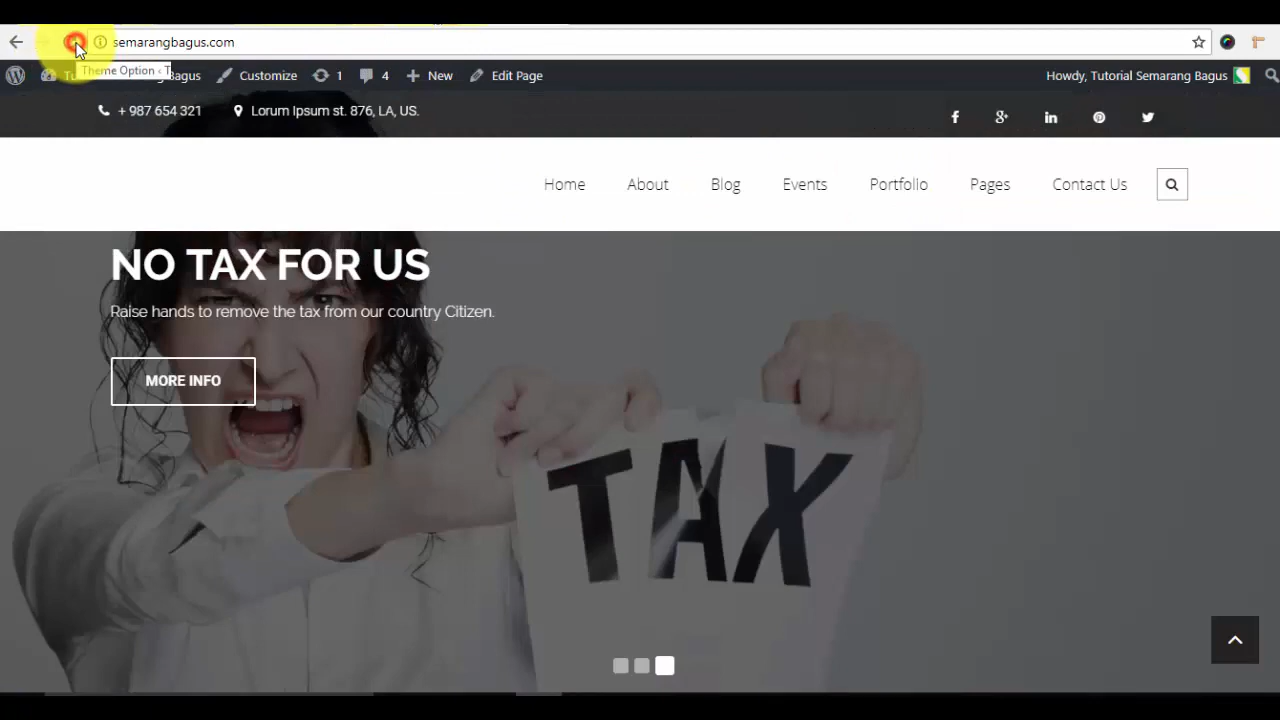 semarangbagus.com
Theme Option ‹ T
Tu Bagus Customize 1 4 New Edit Page Howdy, Tutorial Semarang Bagus
+ 987 654 321 Lorum Ipsum st. 876, LA, US.
Home About Blog Events Portfolio Pages Contact Us
NO TAX FOR US
Raise hands to remove the tax from our country Citizen.
MORE INFO
TAX